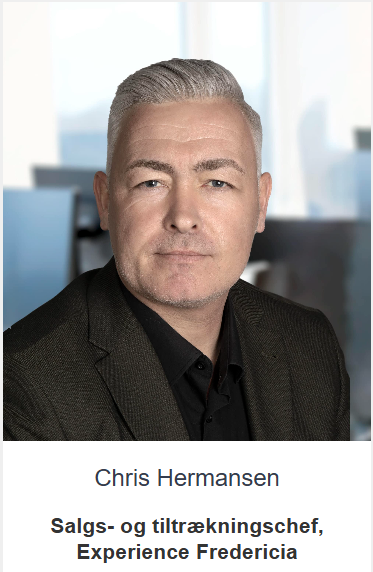 Chris Hermansen
Salgs- og tiltrækningschef,
Experience Fredericia